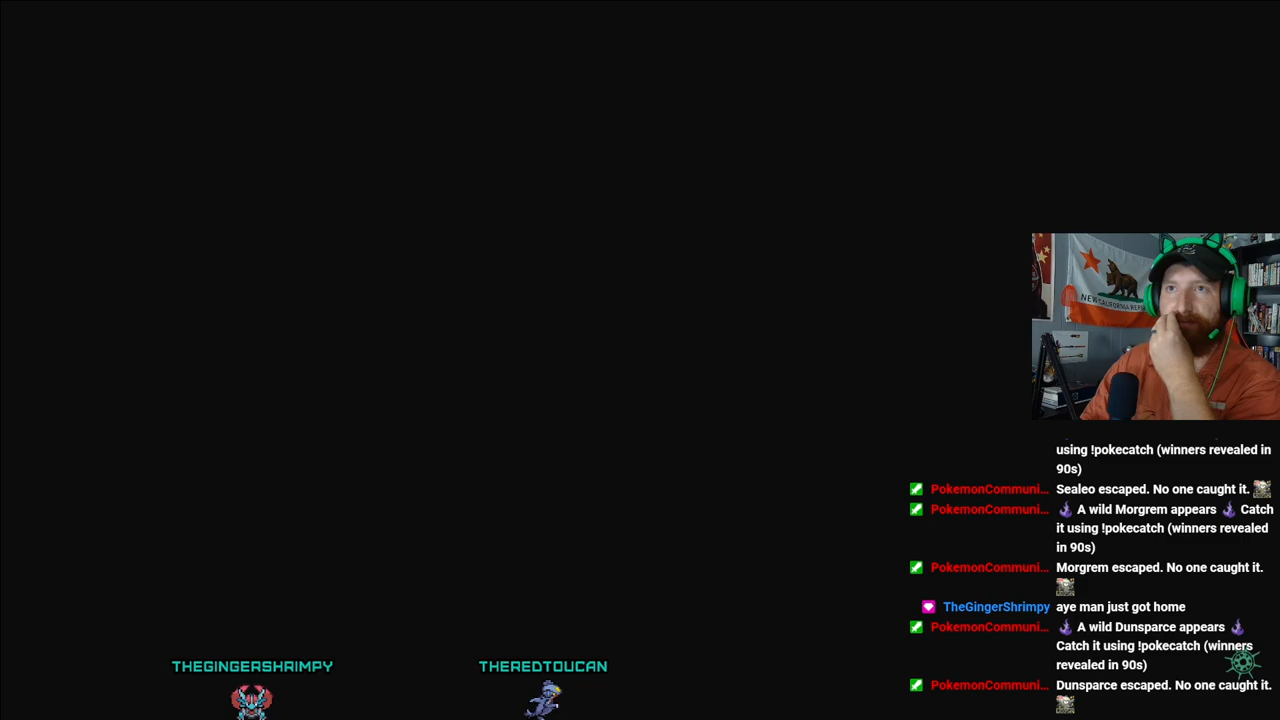 NEW CALIFORNIA REPU
using !pokecatch (winners revealed in
90s)
PokemonCommuni... Sealeo escaped. No one caught it.
PokemonCommuni... A wild Morgrem appears Catch
it using !pokecatch (winners revealed
in 90s)
PokemonCommuni... Morgrem escaped. No one caught it.
TheGingerShrimpy aye man just got home
PokemonCommuni... A wild Dunsparce appears
Catch it using !pokecatch (winners
revealed in 90s)
PokemonCommuni... Dunsparce escaped. No one caught it.
THEGINGERSHRIMPY
THEREDTOUCAN